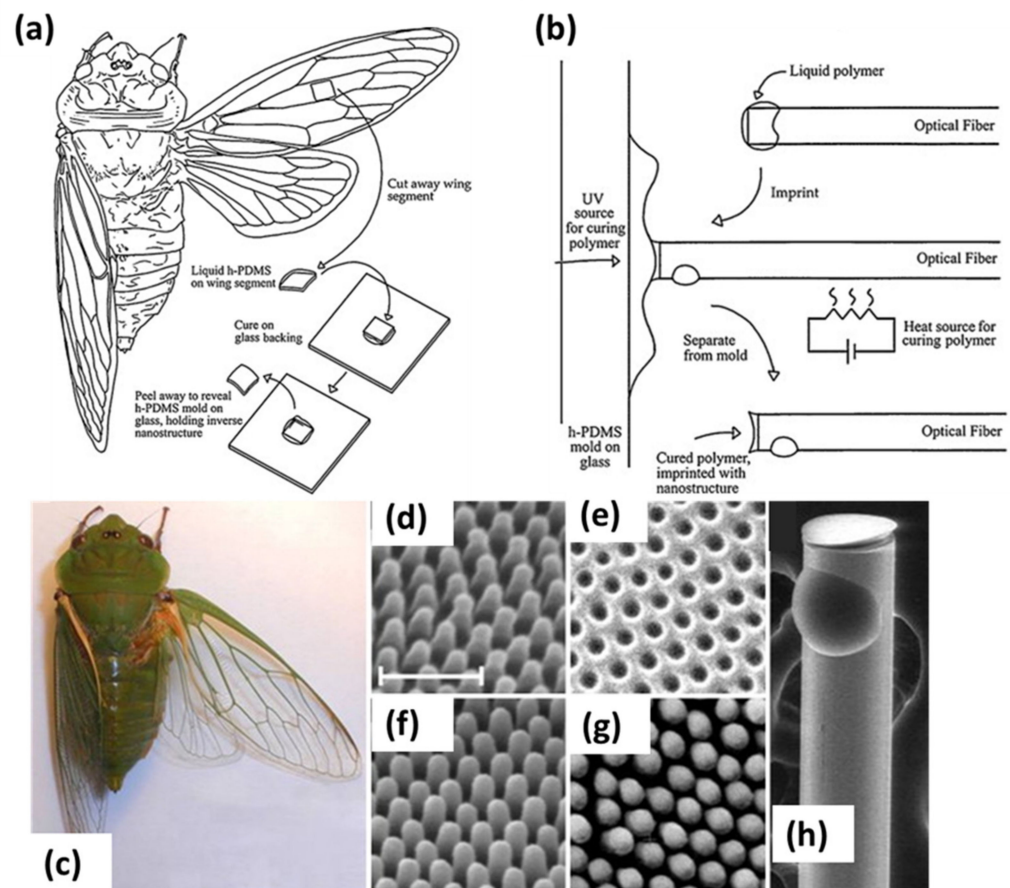 (a)
Cut away wing
segment
Liquid h-PDMS
on wing segment
Cure on
glass backing
Peel away to reveal
h-PDMS mold on
glass, holding inverse
nanostructure
(b)
Liquid polymer
Optical Fiber
Imprint
UV
source
for curing
polymer
Optical Fiber
Separate
from mold
Heat source for
curing polymer
h-PDMS
mold on
glass
Optical Fiber
Cured polymer,
imprinted with
nanostructure
(c)
(d)
(e)
(f)
(g)
(h)